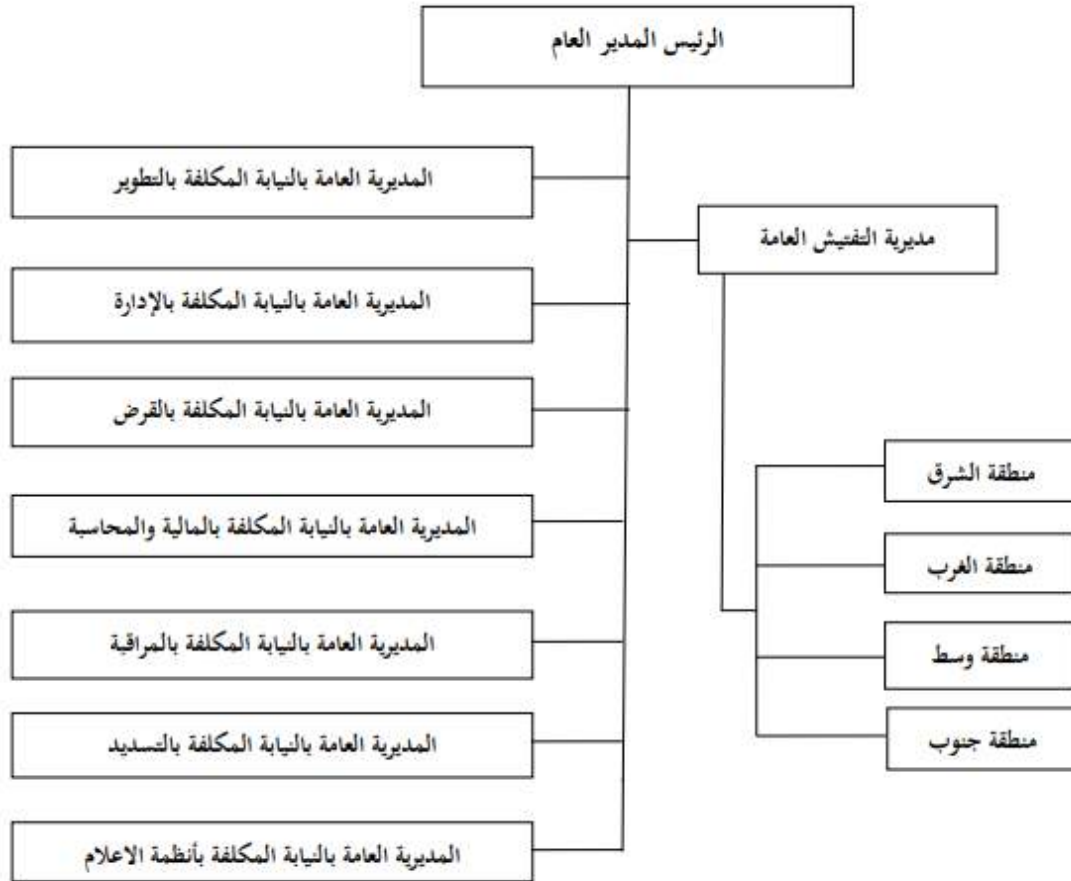 الرئيس المدير العام
المديرية العامة بالنيابة المكلفة بالتطوير
مديرية التفتيش العامة
المديرية العامة بالنيابة المكلفة بالإدارة
المديرية العامة بالنيابة المكلفة بالقرض
منطقة الشرق
المديرية العامة بالنيابة المكلفة بالمالية والمحاسبة
منطقة الغرب
المديرية العامة بالنيابة المكلفة بالمراقبة
منطقة وسط
المديرية العامة بالنيابة المكلفة بالتسديد
منطقة جنوب
المديرية العامة بالنيابة المكلفة بأنظمة الاعلام